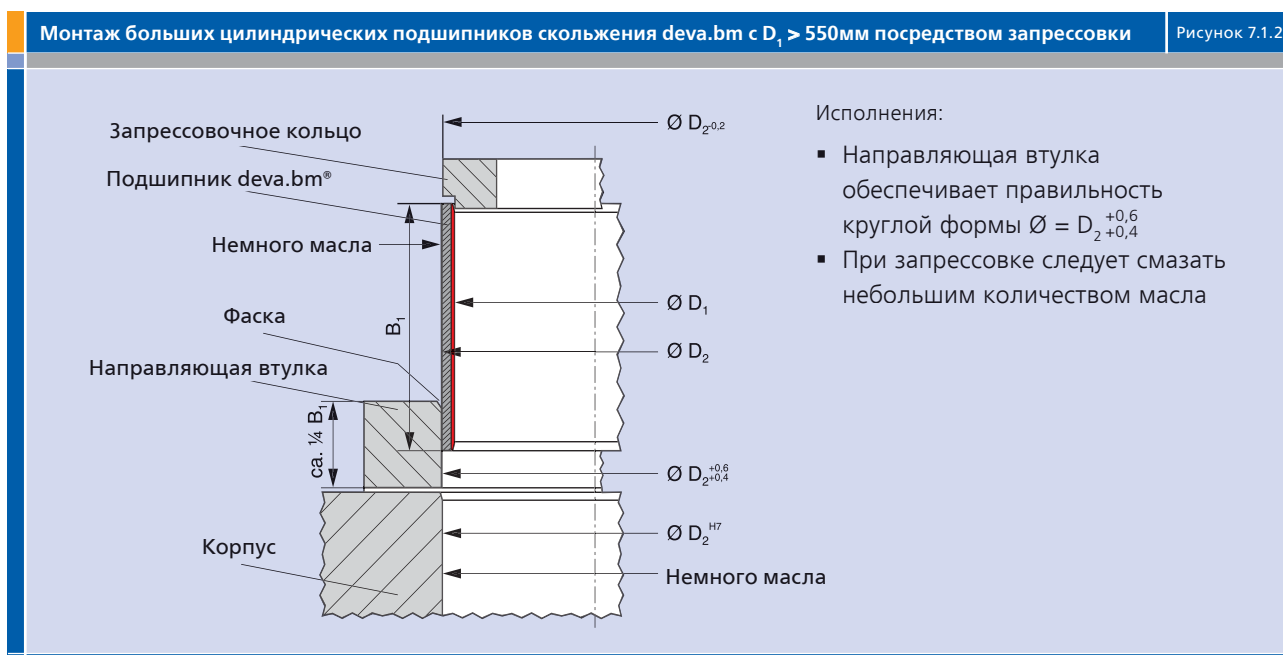 Монтаж больших цилиндрических подшипников скольжения deva.bm с D₁ > 550мм посредством запрессовки
Рисунок 7.1.2
Запрессовочное кольцо
Подшипник deva.bm®
Немного масла
Фаска
Направляющая втулка
Корпус
B₁
ca. ¼ B₁
Ø D₂-0,2
Ø D₁
Ø D₂
Ø D₂ +0,6 +0,4
Ø D₂ H7
Немного масла
Исполнения:
▪ Направляющая втулка
обеспечивает правильность
круглой формы Ø = D₂ +0,6 +0,4
▪ При запрессовке следует смазать
небольшим количеством масла